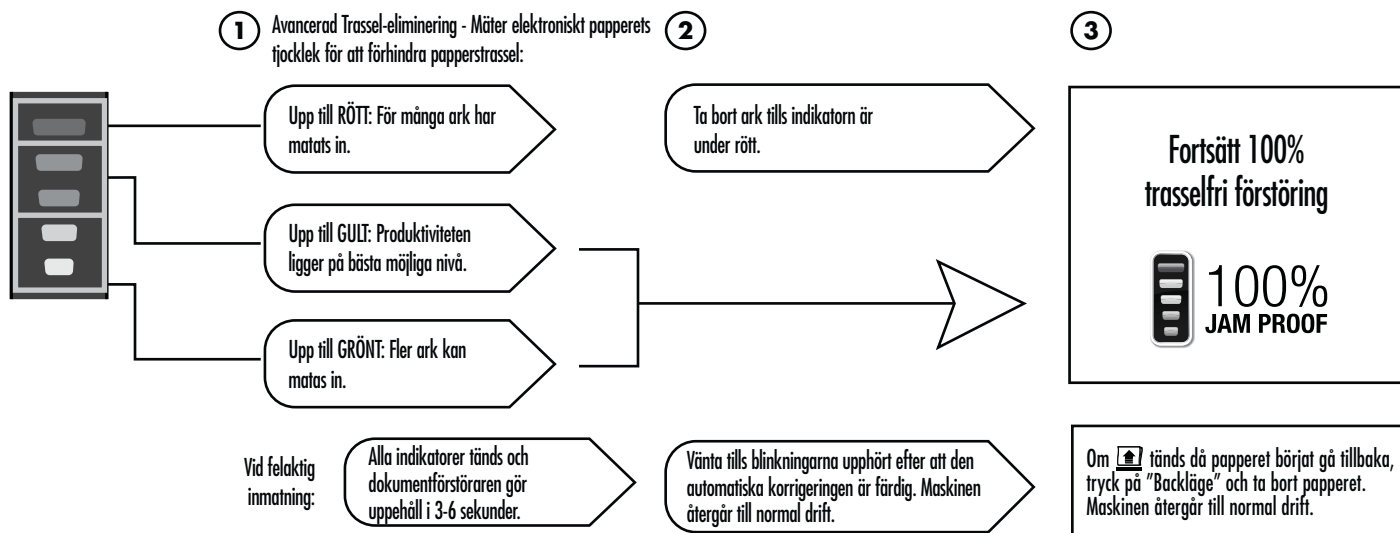 1
Avancerad Trassel-eliminering - Mäter elektroniskt papperets
tjocklek för att förhindra papperstrassel:
2
3
Upp till RÖTT: För många ark har
matats in.
Ta bort ark tills indikatorn är
under rött.
Upp till GULT: Produktiviteten
ligger på bästa möjliga nivå.
Upp till GRÖNT: Fler ark kan
matas in.
Fortsätt 100%
trasselfri förstöring
100%
JAM PROOF
Vid felaktig
inmatning:
Alla indikatorer tänds och
dokumentförstöraren gör
uppehåll i 3-6 sekunder.
Vänta tills blinkningarna upphört efter att den
automatiska korrigeringen är färdig. Maskinen
återgår till normal drift.
Om tänds då papperet börjat gå tillbaka,
tryck på ”Backläge” och ta bort papperet.
Maskinen återgår till normal drift.